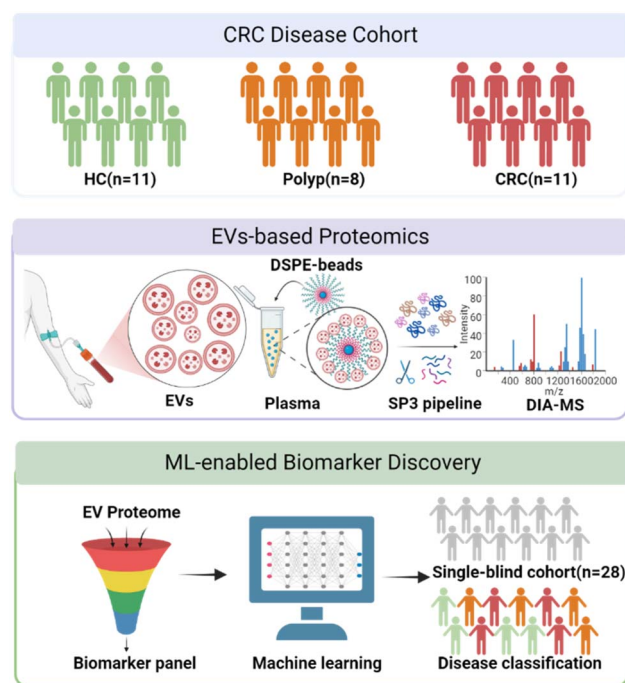 CRC Disease Cohort
HC(n=11)
Polyp(n=8)
CRC(n=11)
EVs-based Proteomics
DSPE-beads
100
80
60
40
20
0
Intensity
400
800
1200
1600
2000
m/z
EVs
Plasma
SP3 pipeline
DIA-MS
ML-enabled Biomarker Discovery
EV Proteome
Single-blind cohort(n=28)
Biomarker panel
Machine learning
Disease classification